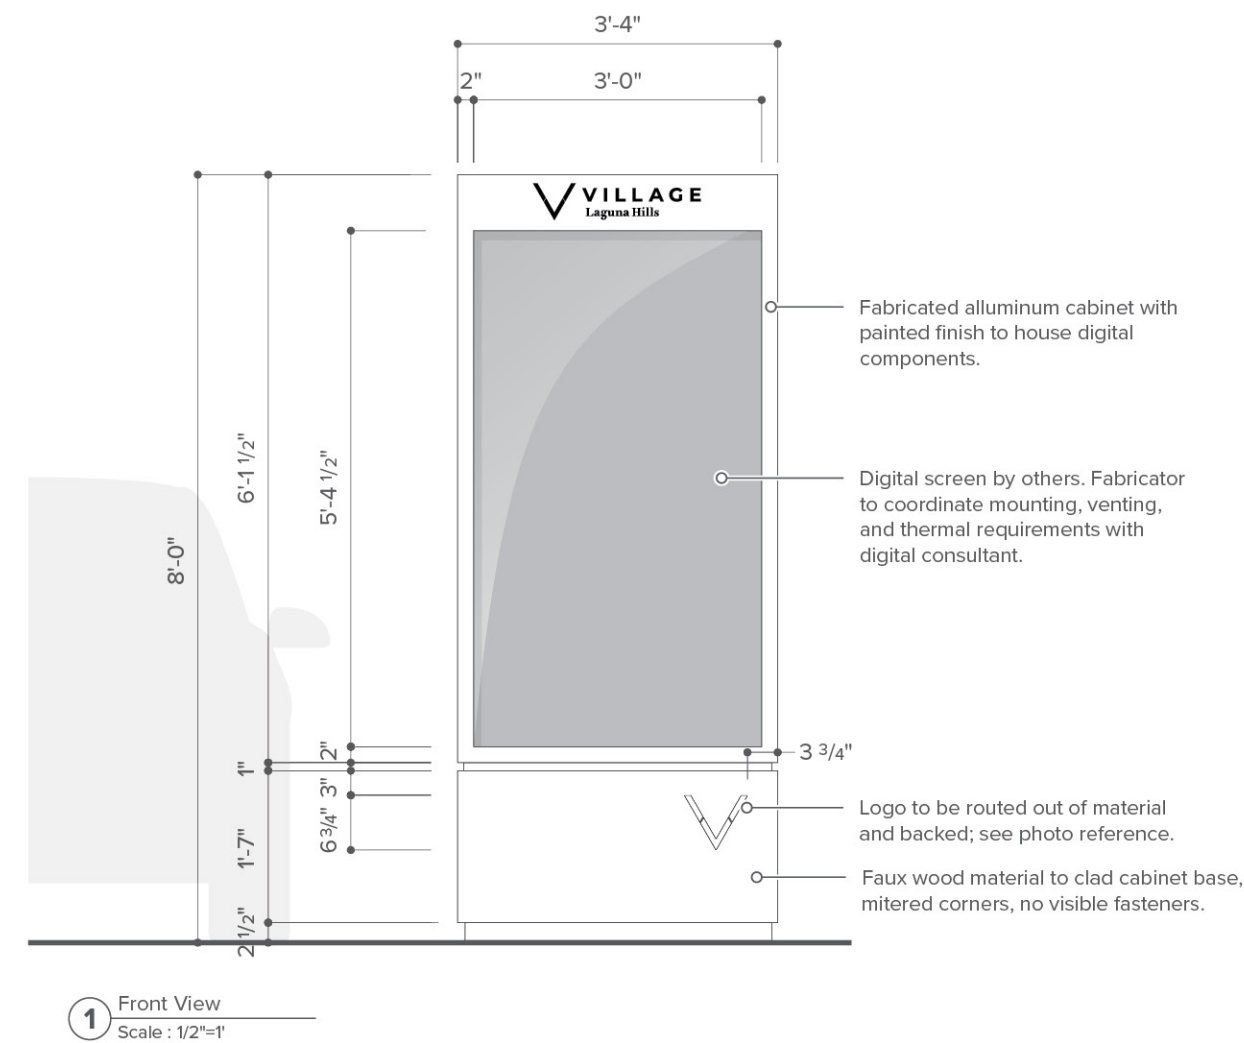 3'-4"
2"
3'-0"
VILLAGE
Laguna Hills
Fabricated alluminum cabinet with
painted finish to house digital
components.
6'-1 1/2"
5'-4 1/2"
8'-0"
Digital screen by others. Fabricator
to coordinate mounting, venting,
and thermal requirements with
digital consultant.
2"
3 3/4"
1"
3"
6 3/4"
Logo to be routed out of material
and backed; see photo reference.
1'-7"
Faux wood material to clad cabinet base,
mitered corners, no visible fasteners.
2 1/2"
1
Front View
Scale : 1/2"=1'